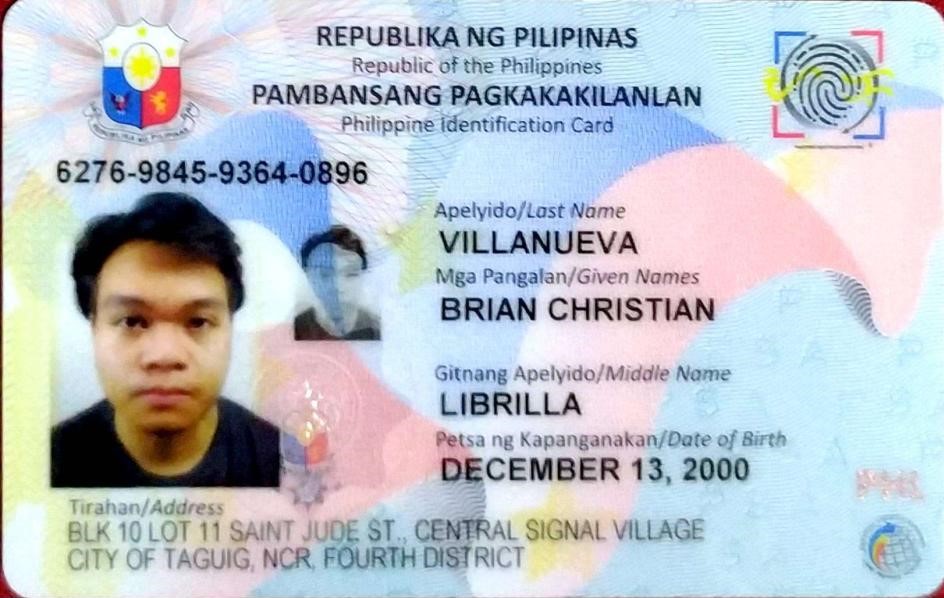 REPUBLIKA NG PILIPINAS
Republic of the Philippines
PAMBANSANG PAGKAKAKILANLAN
Philippine Identification Card
REPUBLIKA NG PILIPINAS
6276-9845-9364-0896
Apelyido/Last Name
VILLANUEVA
Mga Pangalan/Given Names
BRIAN CHRISTIAN
Gitnang Apelyido/Middle Name
LIBRILLA
Petsa ng Kapanganakan/Date of Birth
DECEMBER 13, 2000
PHL
Tirahan/Address
BLK 10 LOT 11 SAINT JUDE ST., CENTRAL SIGNAL VILLAGE
CITY OF TAGUIG, NCR, FOURTH DISTRICT